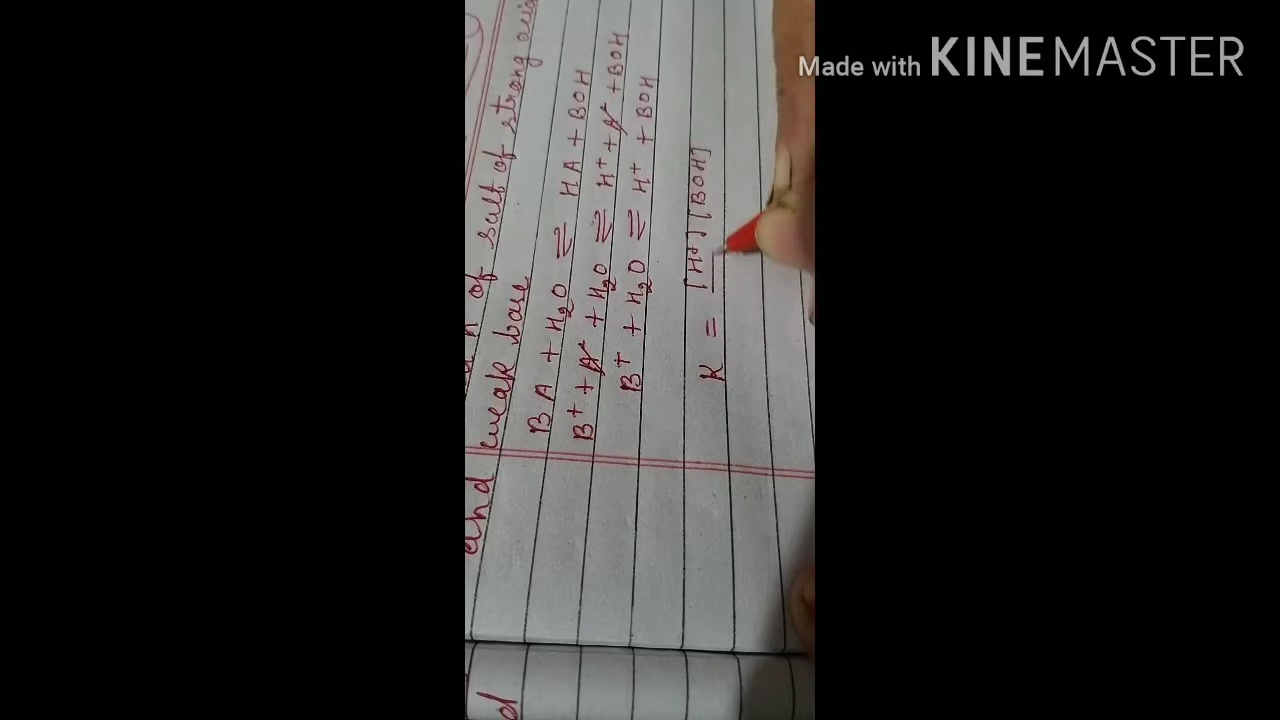 Made with KINEMASTER
of salt of strong acid
and weak base
BA + H₂O ⇌ HA + BOH
B⁺ + A⁻ + H₂O ⇌ H⁺ + A⁻ + BOH
B⁺ + H₂O ⇌ H⁺ + BOH
K = [H⁺] [BOH]
d